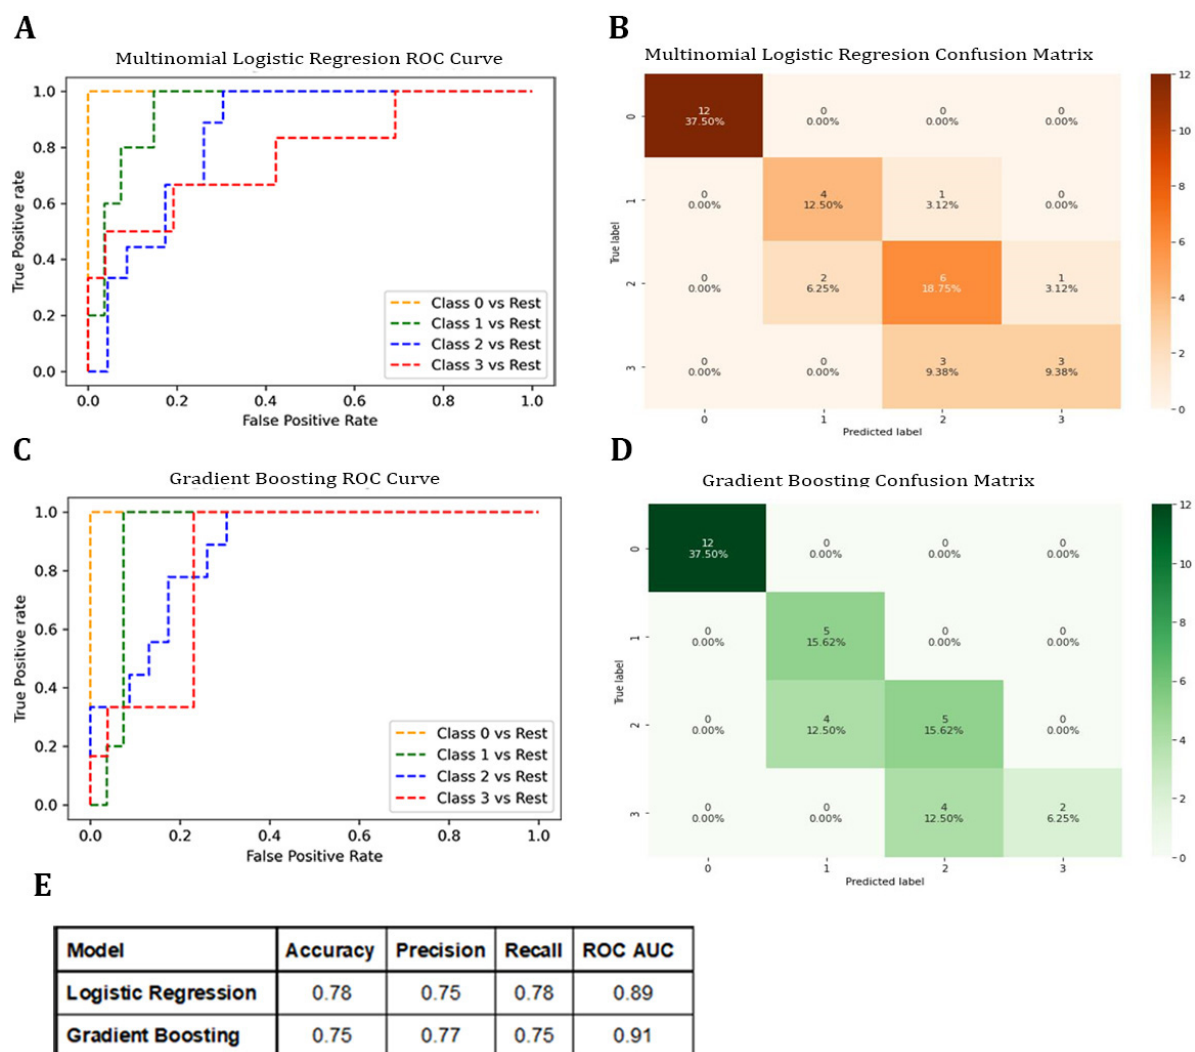 A
Multinomial Logistic Regresion ROC Curve
True Positive rate
1.0
0.8
0.6
0.4
0.2
0.0
Class 0 vs Rest
Class 1 vs Rest
Class 2 vs Rest
Class 3 vs Rest
0.0 0.2 0.4 0.6 0.8 1.0
False Positive Rate
B
Multinomial Logistic Regresion Confusion Matrix
True label
0
12 0 0 0
37.50% 0.00% 0.00% 0.00%
1
0 4 1 0
0.00% 12.50% 3.12% 0.00%
2
0 2 6 1
0.00% 6.25% 18.75% 3.12%
3
0 0 3 3
0.00% 0.00% 9.38% 9.38%
0 1 2 3
Predicted label
12
10
8
6
4
2
0
C
Gradient Boosting ROC Curve
True Positive rate
1.0
0.8
0.6
0.4
0.2
0.0
Class 0 vs Rest
Class 1 vs Rest
Class 2 vs Rest
Class 3 vs Rest
0.0 0.2 0.4 0.6 0.8 1.0
False Positive Rate
D
Gradient Boosting Confusion Matrix
True label
0
12 0 0 0
37.50% 0.00% 0.00% 0.00%
1
0 5 0 0
0.00% 15.62% 0.00% 0.00%
2
0 4 5 0
0.00% 12.50% 15.62% 0.00%
3
0 0 4 2
0.00% 0.00% 12.50% 6.25%
0 1 2 3
Predicted label
12
10
8
6
4
2
0
E
Model Accuracy Precision Recall ROC AUC
Logistic Regression 0.78 0.75 0.78 0.89
Gradient Boosting 0.75 0.77 0.75 0.91